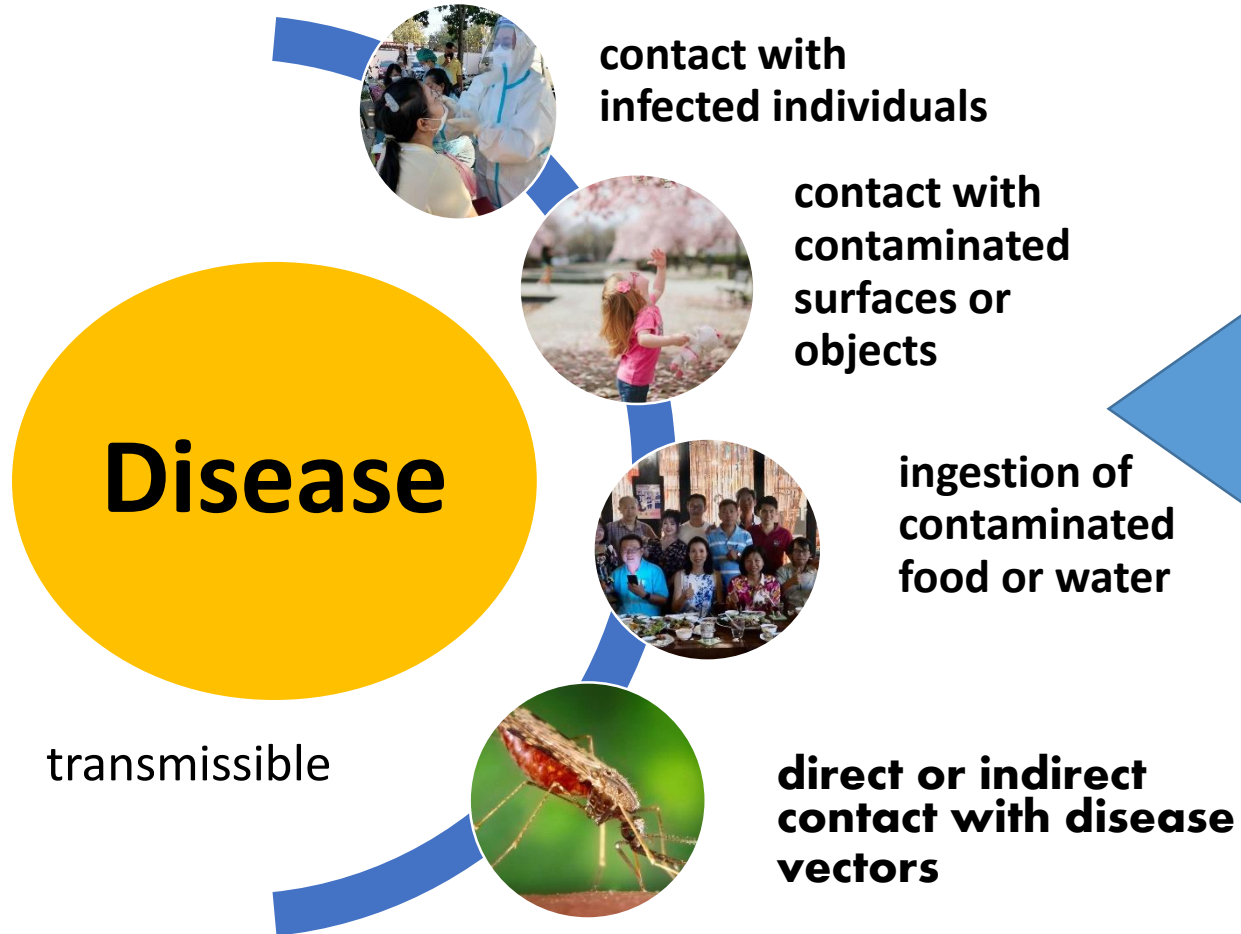 contact with
infected individuals
contact with
contaminated
surfaces or
objects
Disease
ingestion of
contaminated
food or water
transmissible
direct or indirect
contact with disease
vectors